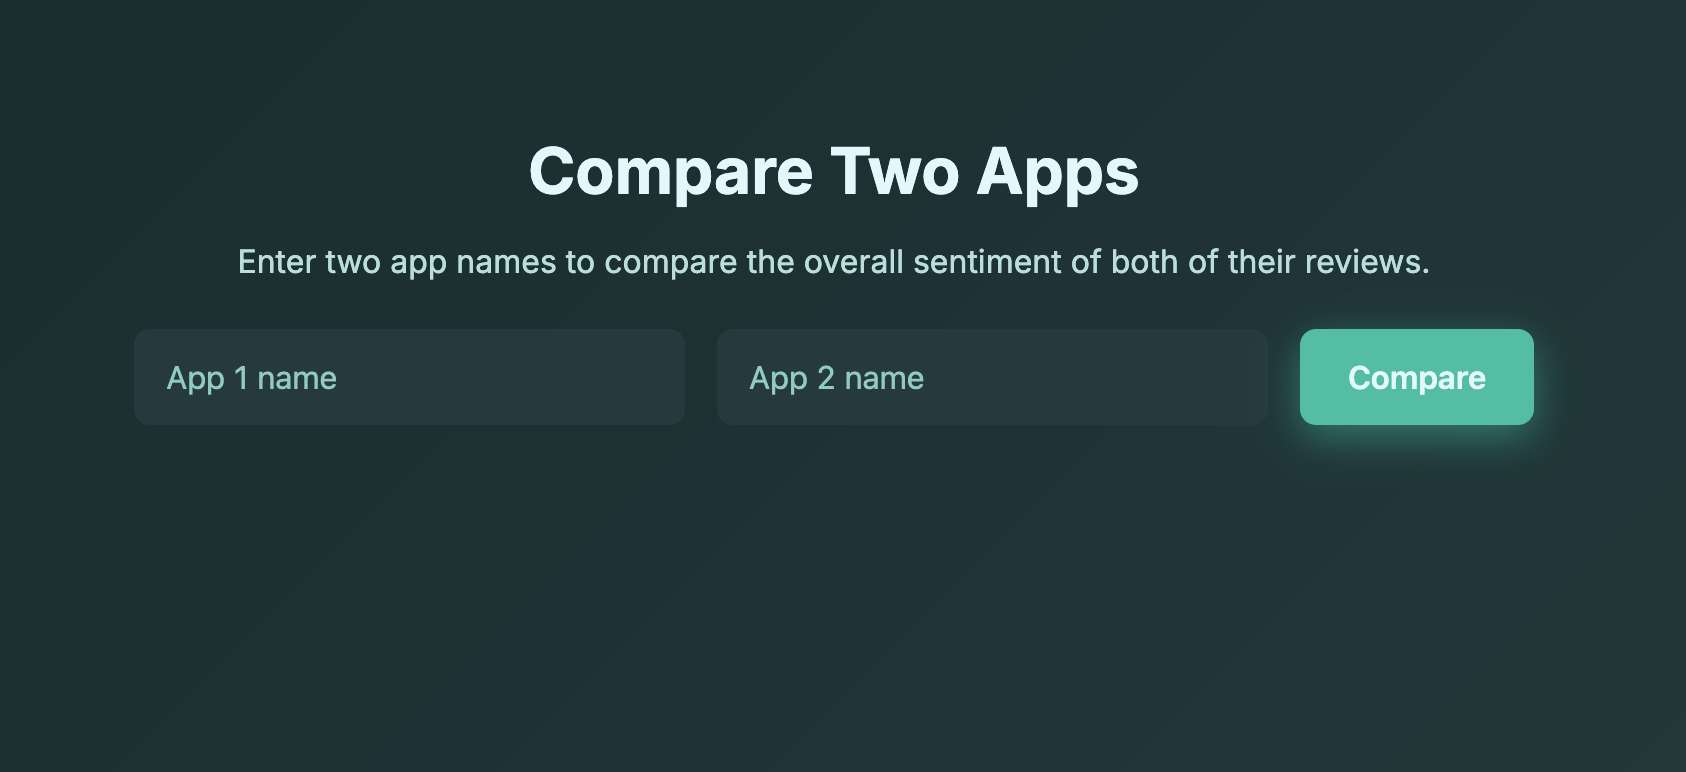 Compare Two Apps
Enter two app names to compare the overall sentiment of both of their reviews.
App 1 name
App 2 name
Compare